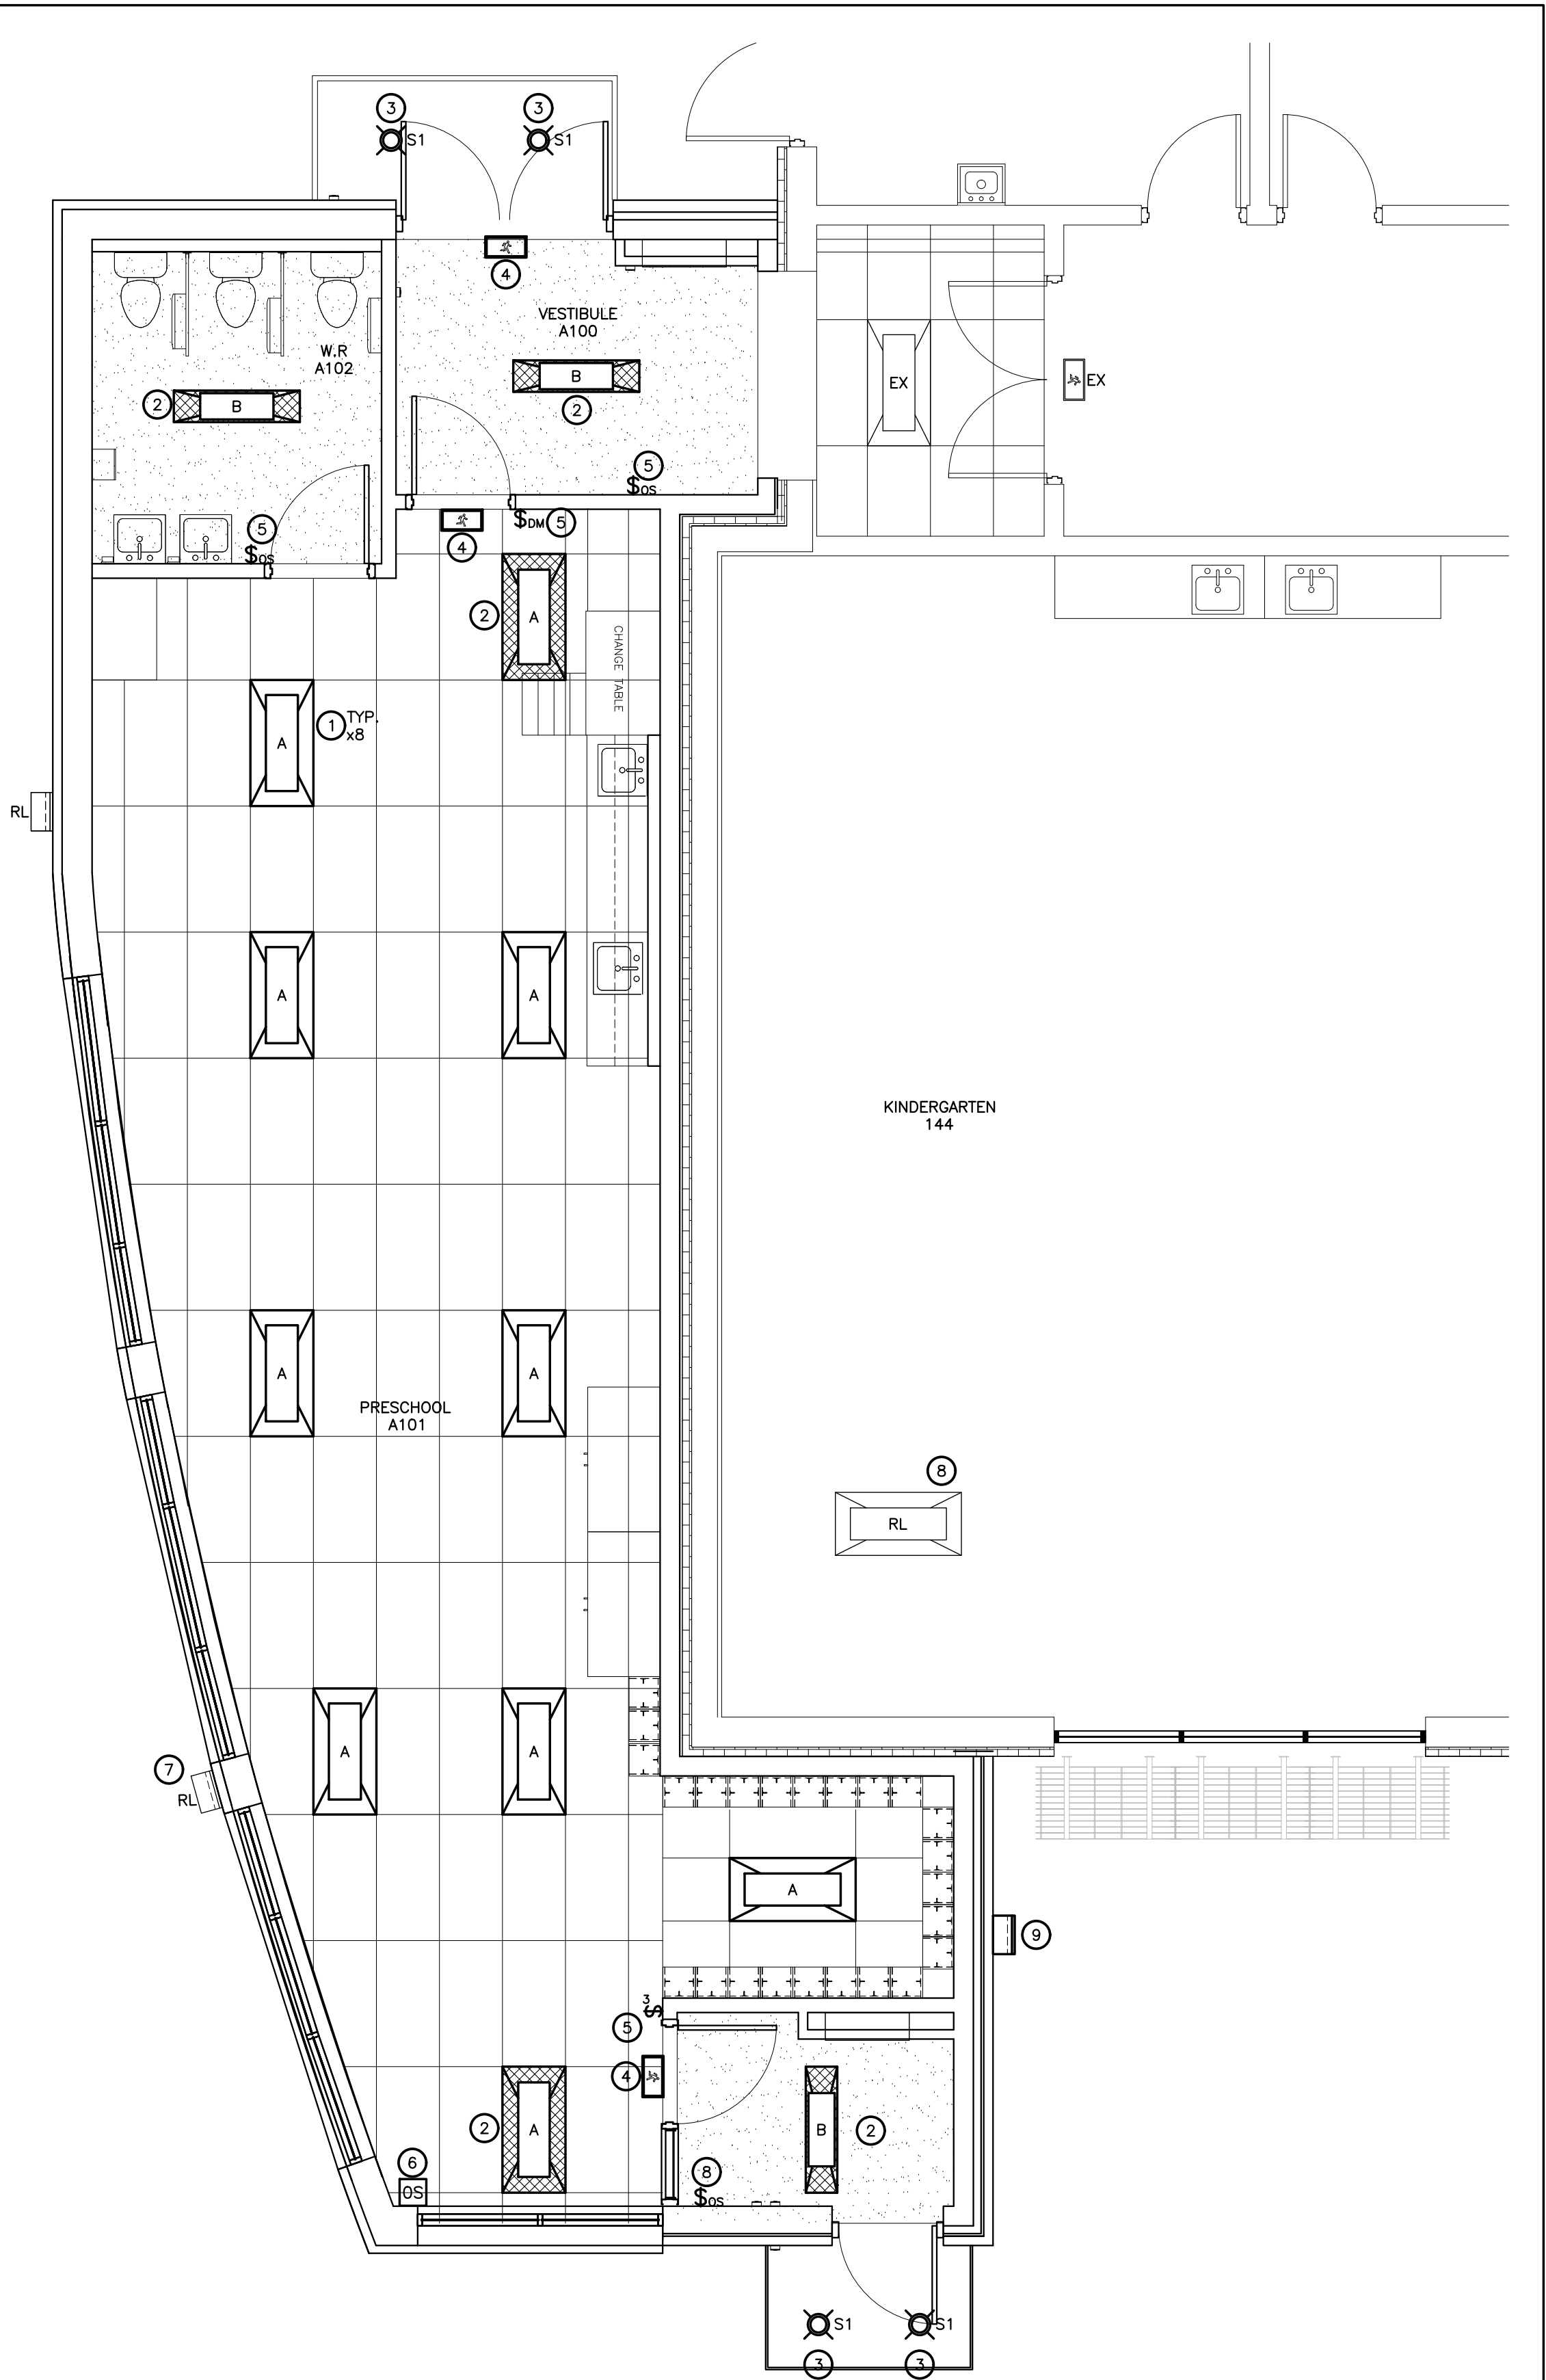 3
3
S1
S1
4
VESTIBULE
A100
W.R
A102
B
2
B
2
EX
EX
5
$OS
5
$OS
$DM
5
4
2
A
CHANGE TABLE
A
1
TYP.
x8
RL
A
A
KINDERGARTEN
144
A
A
PRESCHOOL
A101
8
RL
A
A
7
RL
A
9
3
$
5
4
2
A
B
2
6
OS
8
$OS
S1
S1
3
3